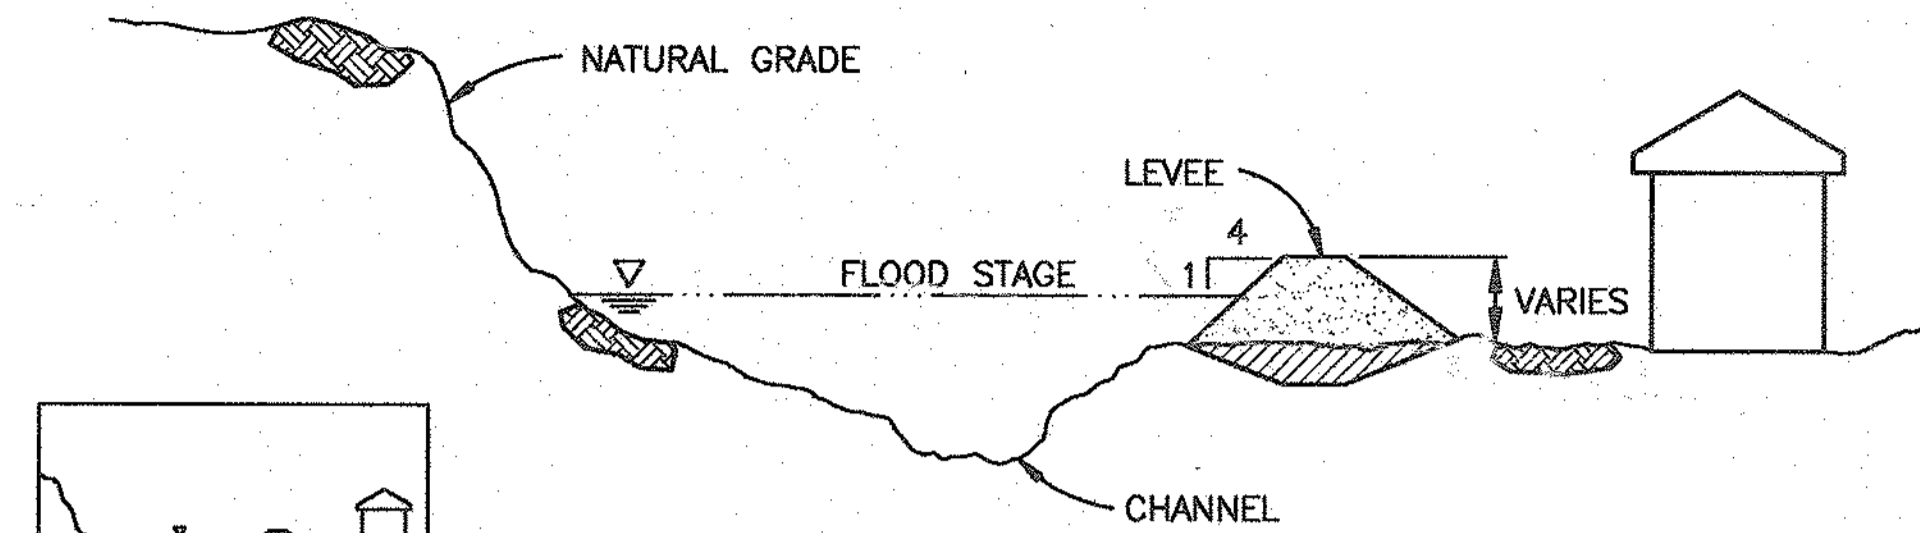 NATURAL GRADE
LEVEE
4
1
FLOOD STAGE
VARIES
CHANNEL